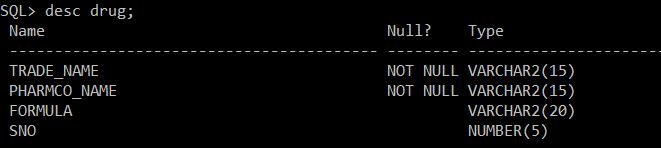 SQL> desc drug;
Name Null? Type
----------------------------------------- -------- ----------------------
TRADE_NAME NOT NULL VARCHAR2(15)
PHARMCO_NAME NOT NULL VARCHAR2(15)
FORMULA VARCHAR2(20)
SNO NUMBER(5)